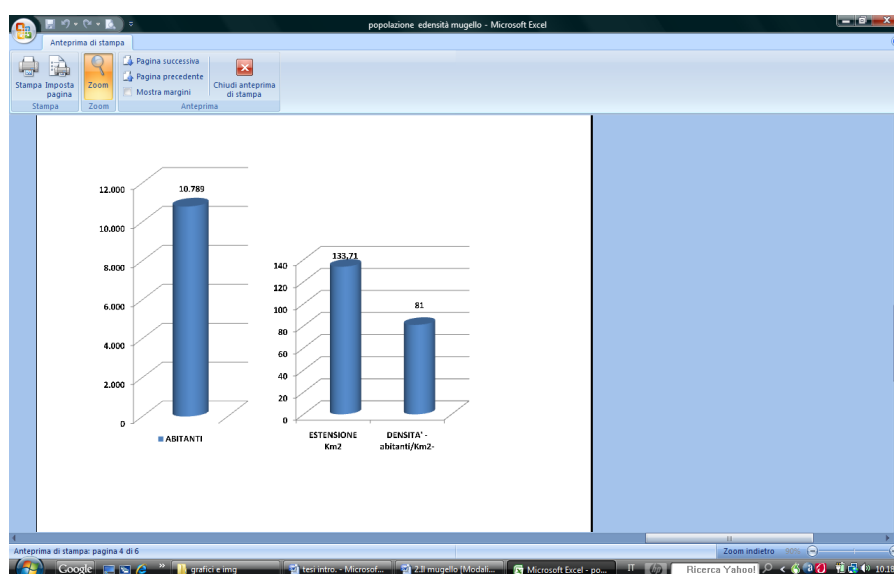 popolazione edensità mugello - Microsoft Excel
Anteprima di stampa
Stampa
Imposta pagina
Zoom
Pagina successiva
Pagina precedente
Mostra margini
Chiudi anteprima di stampa
Stampa
Zoom
Anteprima
12.000
10.000
8.000
6.000
4.000
2.000
0
10.789
ABITANTI
140
120
100
80
60
40
20
0
133,71
81
ESTENSIONE
Km2
DENSITA' -
abitanti/Km2-
Anteprima di stampa: pagina 4 di 6
Zoom indietro
Google
grafici e img
tesi intro. - Microsof...
2.Il mugello [Modali...
Microsoft Excel - po...
IT
hp
Ricerca Yahoo!